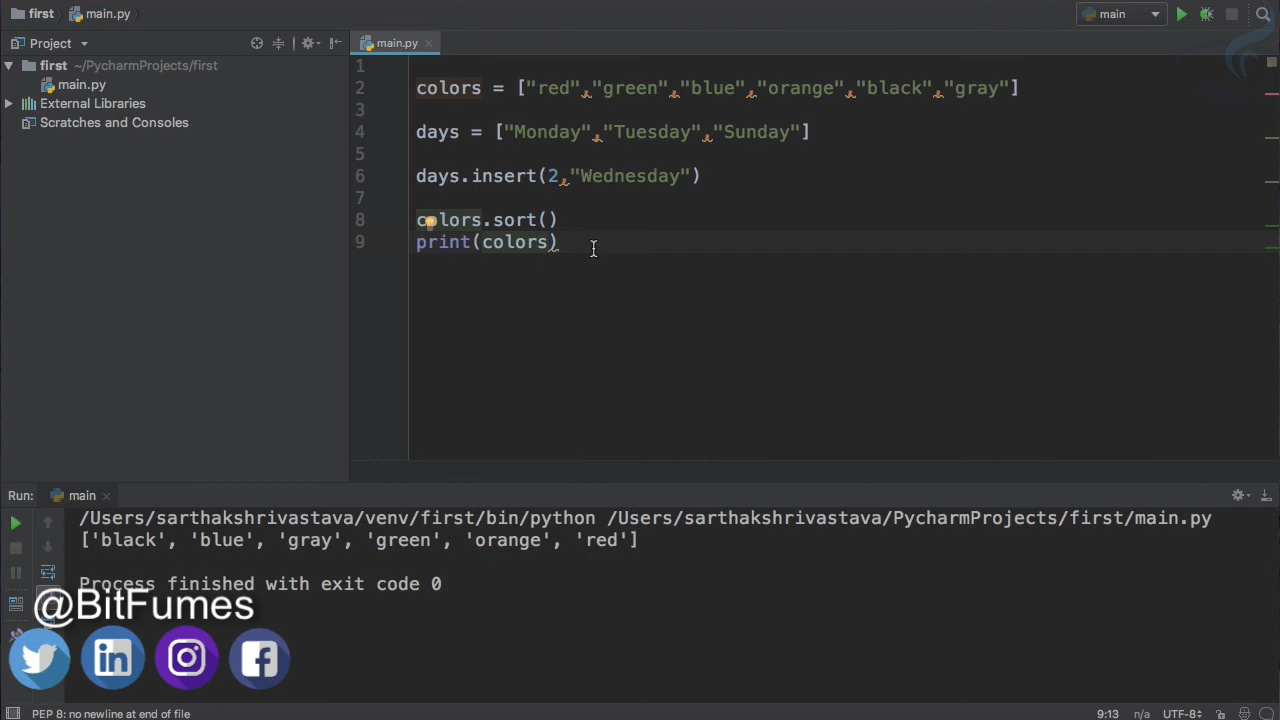 first main.py
main
Project
main.py
first ~/PycharmProjects/first
main.py
External Libraries
Scratches and Consoles
1
2 colors = ["red","green","blue","orange","black","gray"]
3
4 days = ["Monday","Tuesday","Sunday"]
5
6 days.insert(2,"Wednesday")
7
8 colors.sort()
9 print(colors)
Run: main
/Users/sarthakshrivastava/venv/first/bin/python /Users/sarthakshrivastava/PycharmProjects/first/main.py
['black', 'blue', 'gray', 'green', 'orange', 'red']
Process finished with exit code 0
@BitFumes
in
f
PEP 8: no newline at end of file
9:13 n/a UTF-8